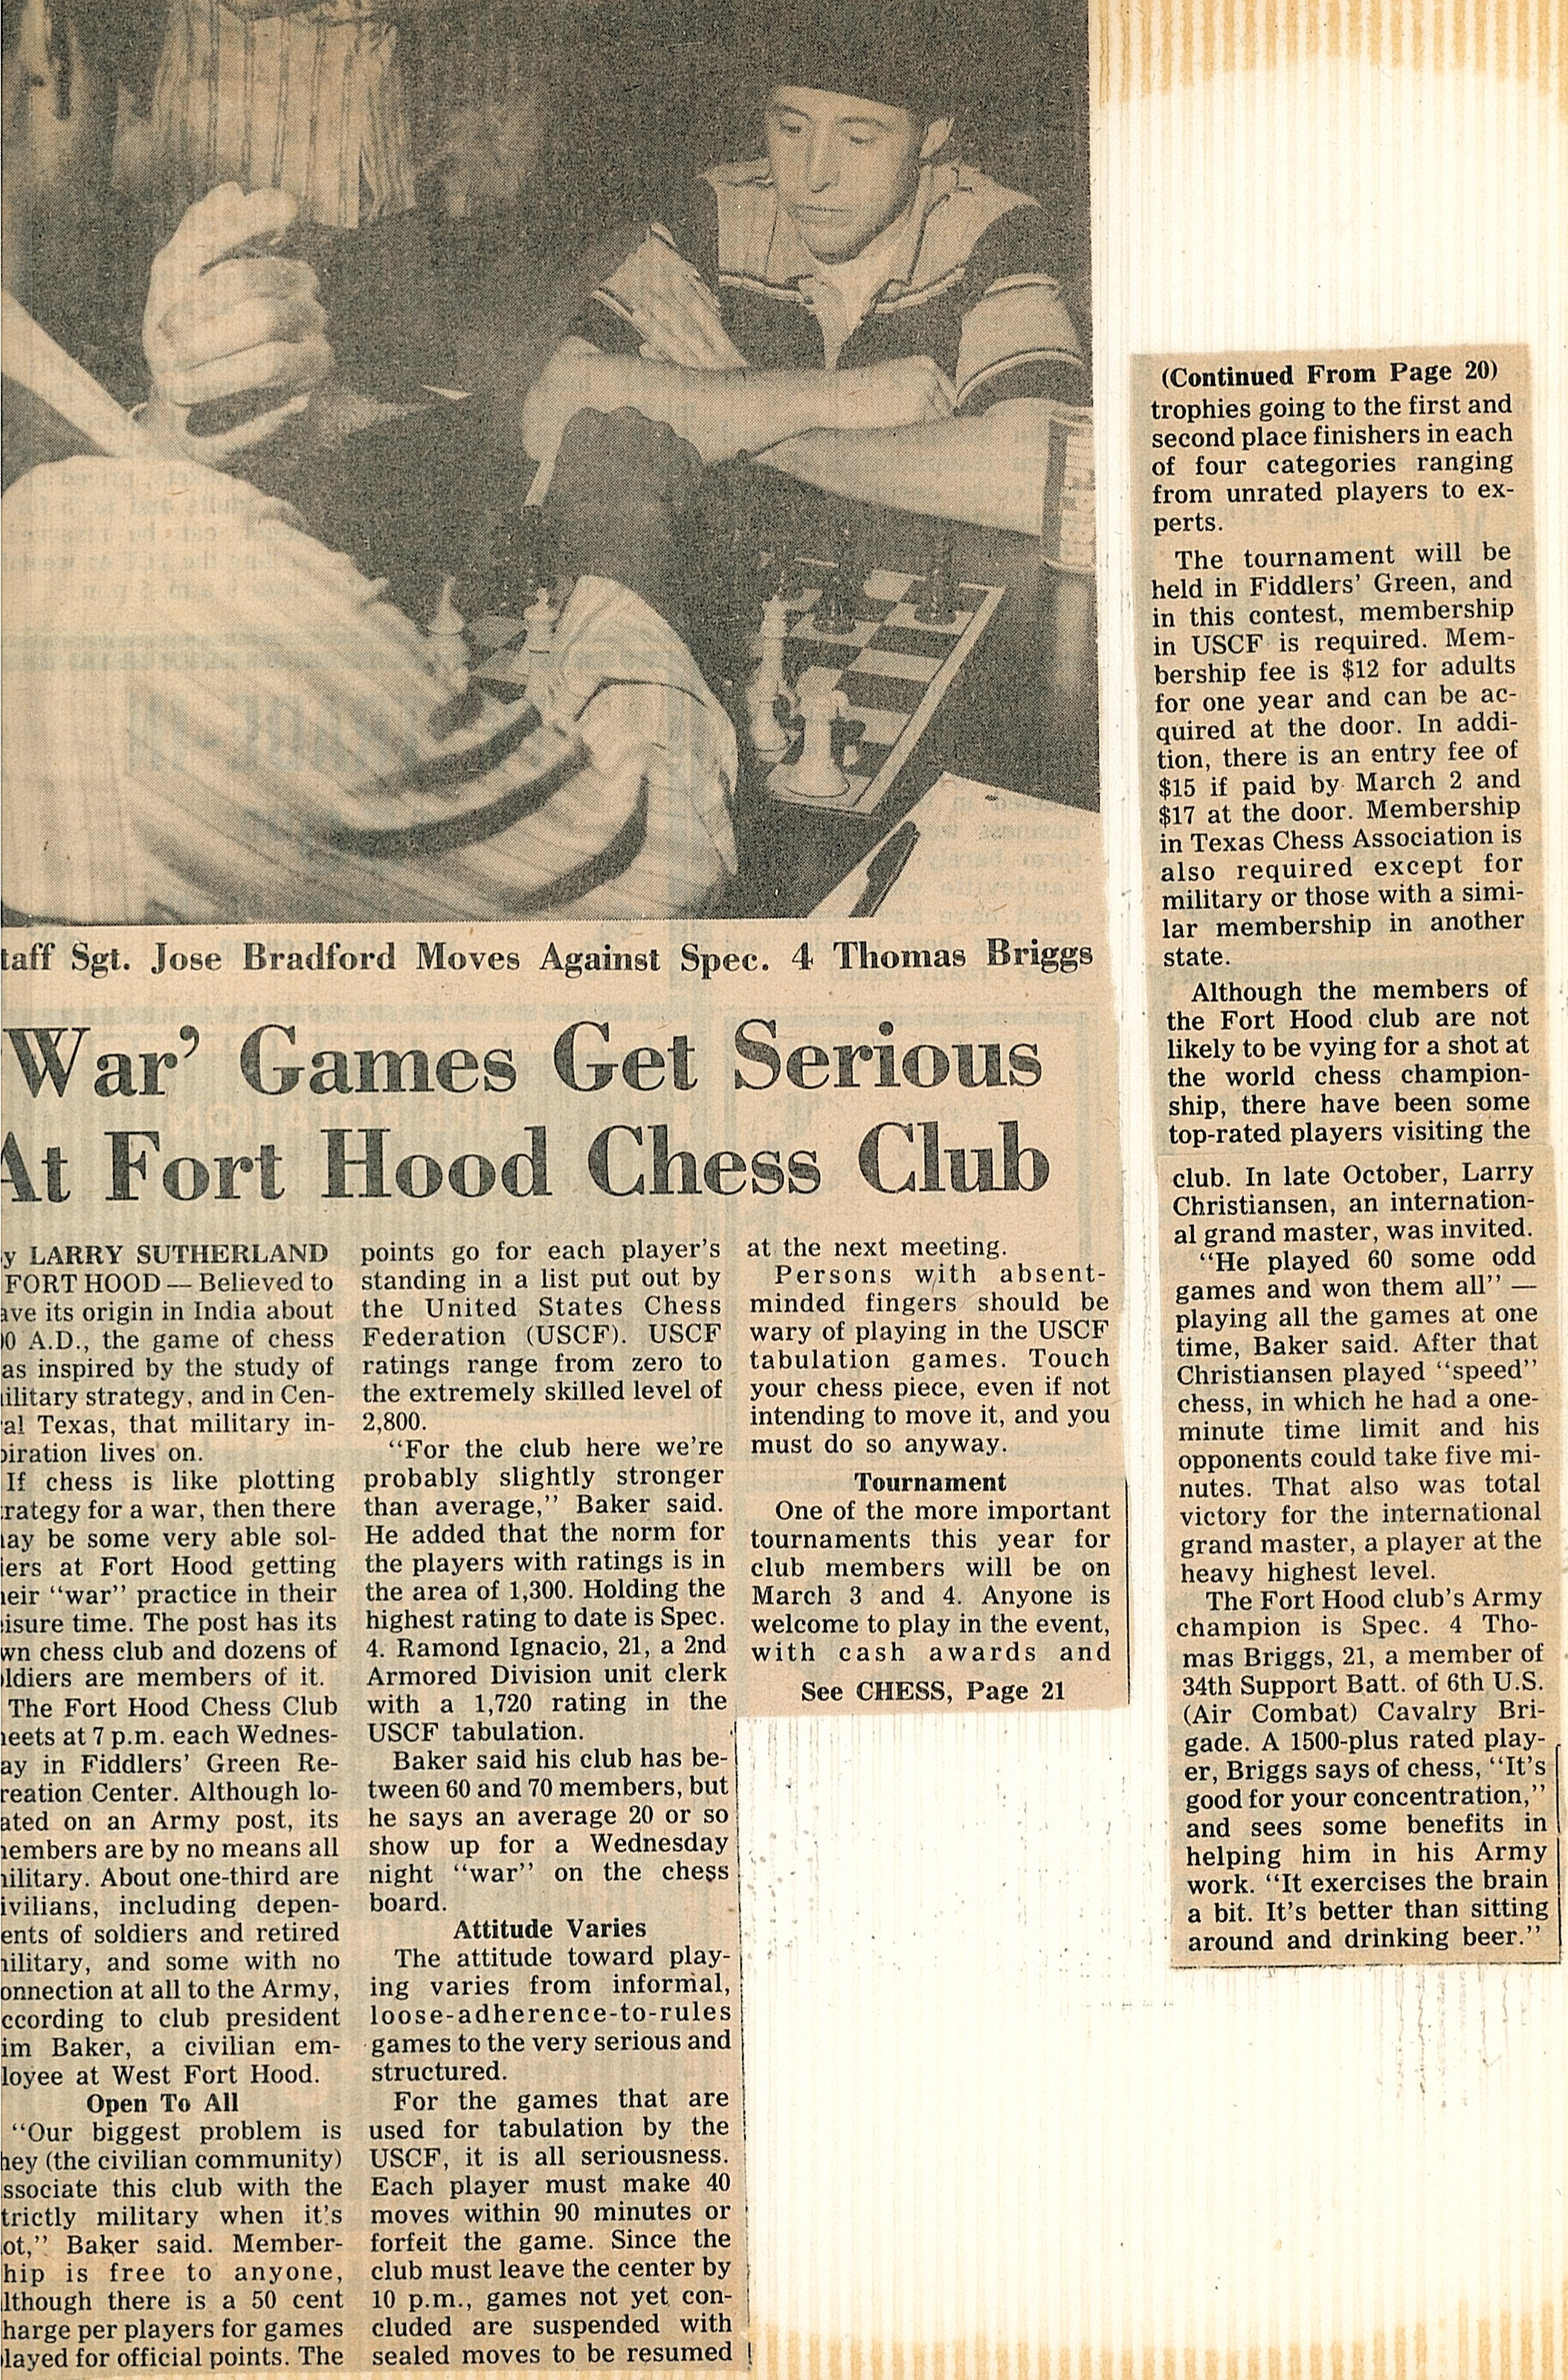 taff Sgt. Jose Bradford Moves Against Spec. 4 Thomas Briggs
War' Games Get Serious
At Fort Hood Chess Club
y LARRY SUTHERLAND
FORT HOOD — Believed to
ave its origin in India about
00 A.D., the game of chess
as inspired by the study of
ilitary strategy, and in Cen-
ral Texas, that military in-
piration lives on.
If chess is like plotting
trategy for a war, then there
ay be some very able sol-
iers at Fort Hood getting
heir "war" practice in their
eisure time. The post has its
wn chess club and dozens of
oldiers are members of it.
The Fort Hood Chess Club
eets at 7 p.m. each Wednes-
ay in Fiddlers' Green Re-
reation Center. Although lo-
ated on an Army post, its
embers are by no means all
ilitary. About one-third are
ivilians, including depen-
ents of soldiers and retired
ilitary, and some with no
onnection at all to the Army,
ccording to club president
im Baker, a civilian em-
loyee at West Fort Hood.
Open To All
"Our biggest problem is
hey (the civilian community)
ssociate this club with the
trictly military when it's
ot," Baker said. Member-
hip is free to anyone,
lthough there is a 50 cent
harge per players for games
layed for official points. The
points go for each player's
standing in a list put out by
the United States Chess
Federation (USCF). USCF
ratings range from zero to
the extremely skilled level of
2,800.
"For the club here we're
probably slightly stronger
than average," Baker said.
He added that the norm for
the players with ratings is in
the area of 1,300. Holding the
highest rating to date is Spec.
4. Ramond Ignacio, 21, a 2nd
Armored Division unit clerk
with a 1,720 rating in the
USCF tabulation.
Baker said his club has be-
tween 60 and 70 members, but
he says an average 20 or so
show up for a Wednesday
night "war" on the chess
board.
Attitude Varies
The attitude toward play-
ing varies from informal,
loose-adherence-to-rules
games to the very serious and
structured.
For the games that are
used for tabulation by the
USCF, it is all seriousness.
Each player must make 40
moves within 90 minutes or
forfeit the game. Since the
club must leave the center by
10 p.m., games not yet con-
cluded are suspended with
sealed moves to be resumed
at the next meeting.
Persons with absent-
minded fingers should be
wary of playing in the USCF
tabulation games. Touch
your chess piece, even if not
intending to move it, and you
must do so anyway.
Tournament
One of the more important
tournaments this year for
club members will be on
March 3 and 4. Anyone is
welcome to play in the event,
with cash awards and
See CHESS, Page 21
(Continued From Page 20)
trophies going to the first and
second place finishers in each
of four categories ranging
from unrated players to ex-
perts.
The tournament will be
held in Fiddlers' Green, and
in this contest, membership
in USCF is required. Mem-
bership fee is $12 for adults
for one year and can be ac-
quired at the door. In addi-
tion, there is an entry fee of
$15 if paid by March 2 and
$17 at the door. Membership
in Texas Chess Association is
also required except for
military or those with a simi-
lar membership in another
state.
Although the members of
the Fort Hood club are not
likely to be vying for a shot at
the world chess champion-
ship, there have been some
top-rated players visiting the
club. In late October, Larry
Christiansen, an internation-
al grand master, was invited.
"He played 60 some odd
games and won them all" —
playing all the games at one
time, Baker said. After that
Christiansen played "speed"
chess, in which he had a one-
minute time limit and his
opponents could take five mi-
nutes. That also was total
victory for the international
grand master, a player at the
heavy highest level.
The Fort Hood club's Army
champion is Spec. 4 Tho-
mas Briggs, 21, a member of
34th Support Batt. of 6th U.S.
(Air Combat) Cavalry Bri-
gade. A 1500-plus rated play-
er, Briggs says of chess, "It's
good for your concentration,"
and sees some benefits in
helping him in his Army
work. "It exercises the brain
a bit. It's better than sitting
around and drinking beer."